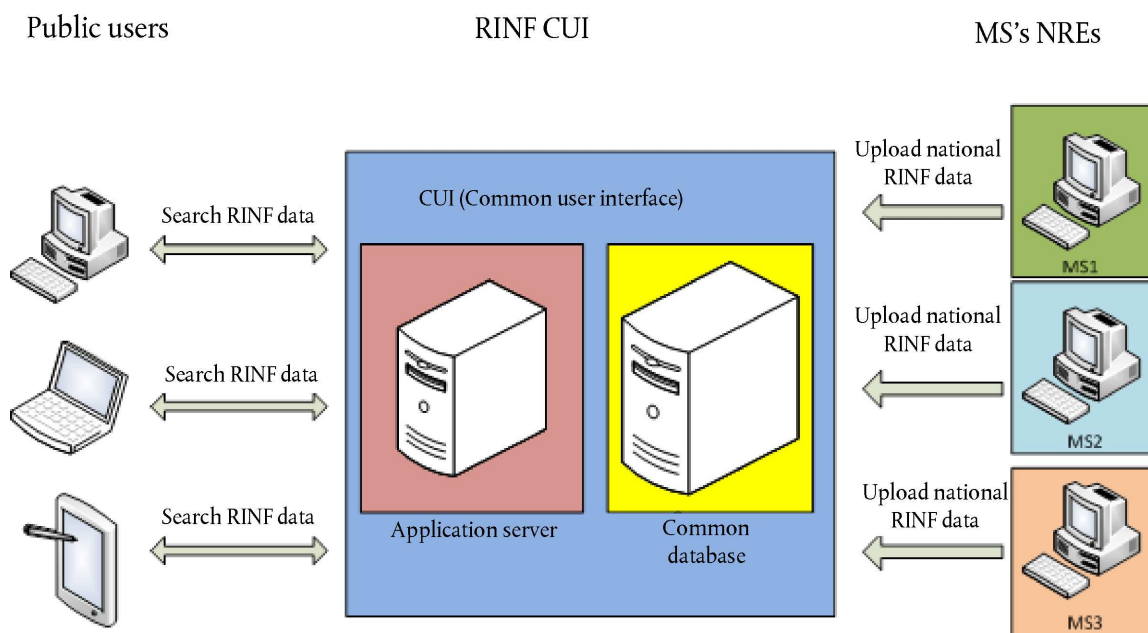 Public users
RINF CUI
MS's NREs
CUI (Common user interface)
Search RINF data
Search RINF data
Search RINF data
Application server
Common
database
Upload national
RINF data
MS1
Upload national
RINF data
MS2
Upload national
RINF data
MS3